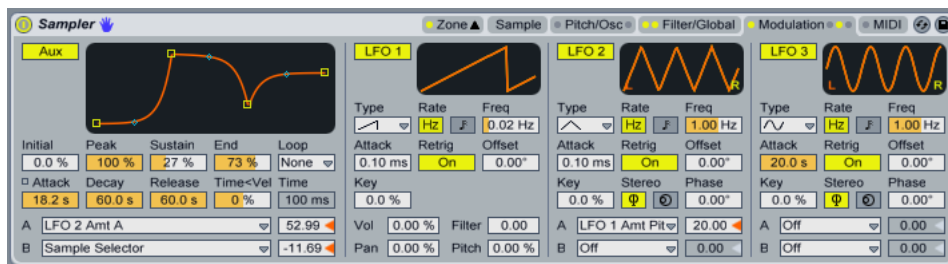 Sampler Zone Sample Pitch/Osc Filter/Global Modulation MIDI
Aux LFO 1 LFO 2 LFO 3
L R L R
Type Rate Freq Type Rate Freq Type Rate Freq
Hz 0.02 Hz Hz 1.00 Hz Hz 1.00 Hz
Initial Peak Sustain End Loop Attack Retrig Offset Attack Retrig Offset Attack Retrig Offset
0.0 % 100 % 27 % 73 % None 0.10 ms On 0.00° 0.10 ms On 0.00° 20.0 s On 0.00°
Attack Decay Release Time<Vel Time Key Key Stereo Phase Key Stereo Phase
18.2 s 60.0 s 60.0 s 0 % 100 ms 0.0 % 0.0 % Φ 0.00° 0.0 % Φ 0.00°
A LFO 2 Amt A 52.99 Vol 0.00 % Filter 0.00 A LFO 1 Amt Pit 20.00 A Off 0.00
B Sample Selector -11.69 Pan 0.00 % Pitch 0.00 % B Off 0.00 B Off 0.00